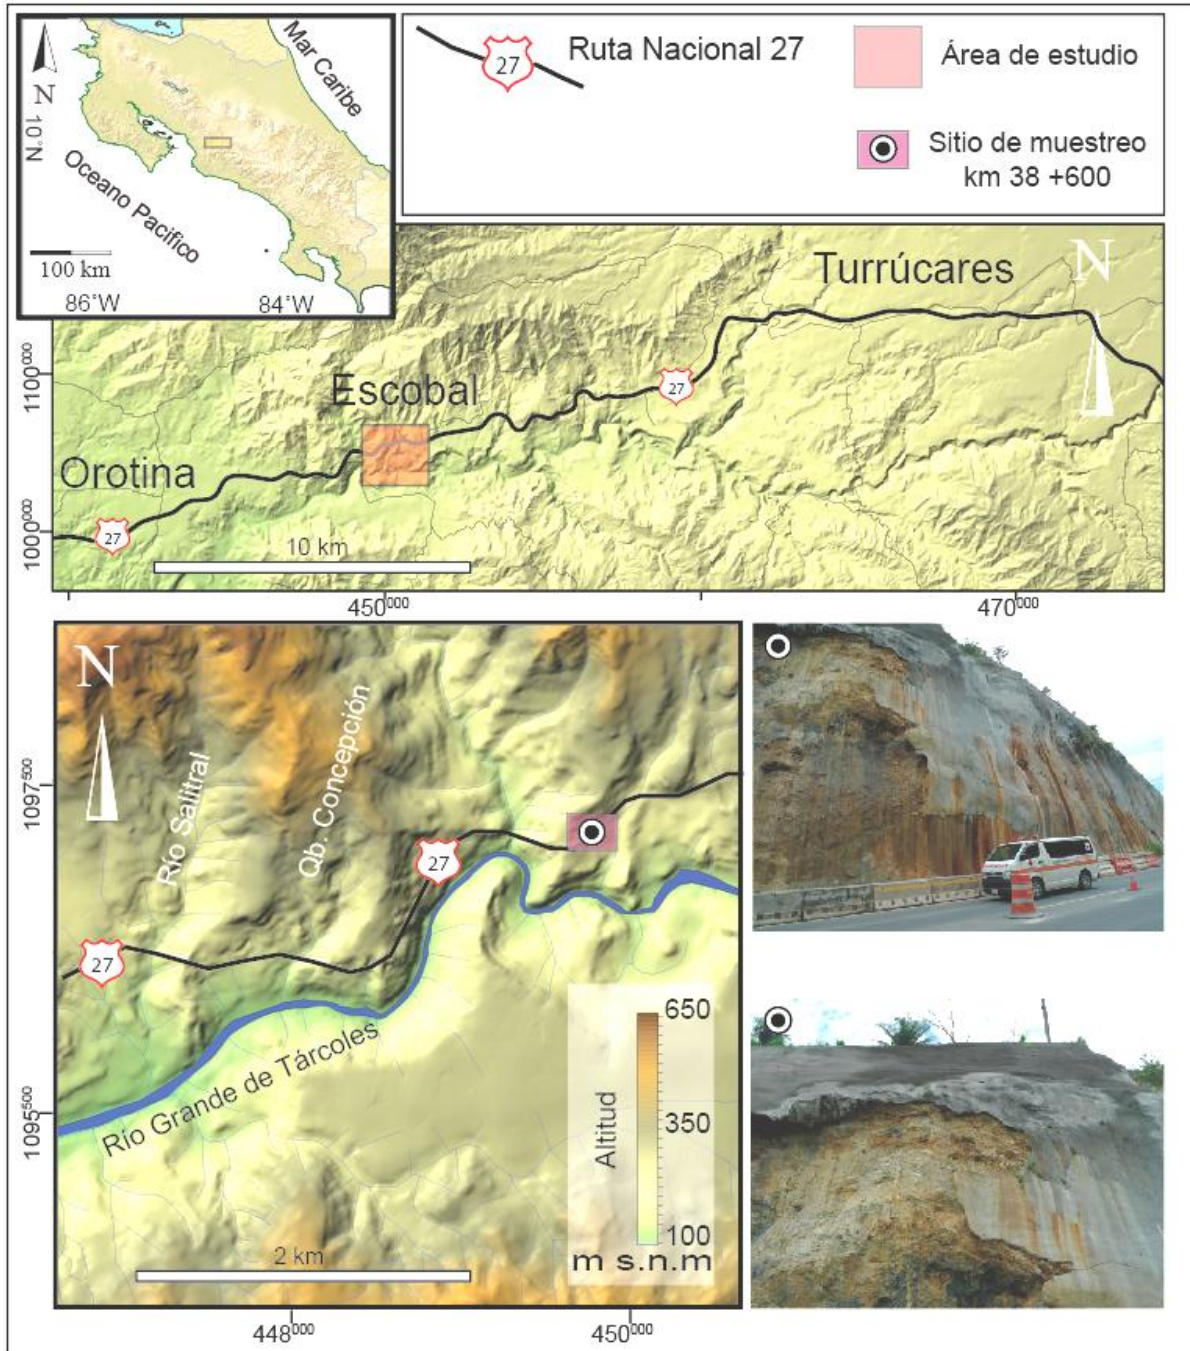 N
10°N
Mar Caribe
Oceano Pacifico
100 km
86°W
84°W
27
Ruta Nacional 27
Área de estudio
Sitio de muestreo
km 38 +600
Turrúcares
N
Escobal
27
Orotina
27
10 km
1100000
1000000
450000
470000
N
Río Salitral
Qb. Concepción
27
27
Río Grande de Tárcoles
Altitud
650
350
100
m s.n.m
2 km
1097500
1095500
448000
450000